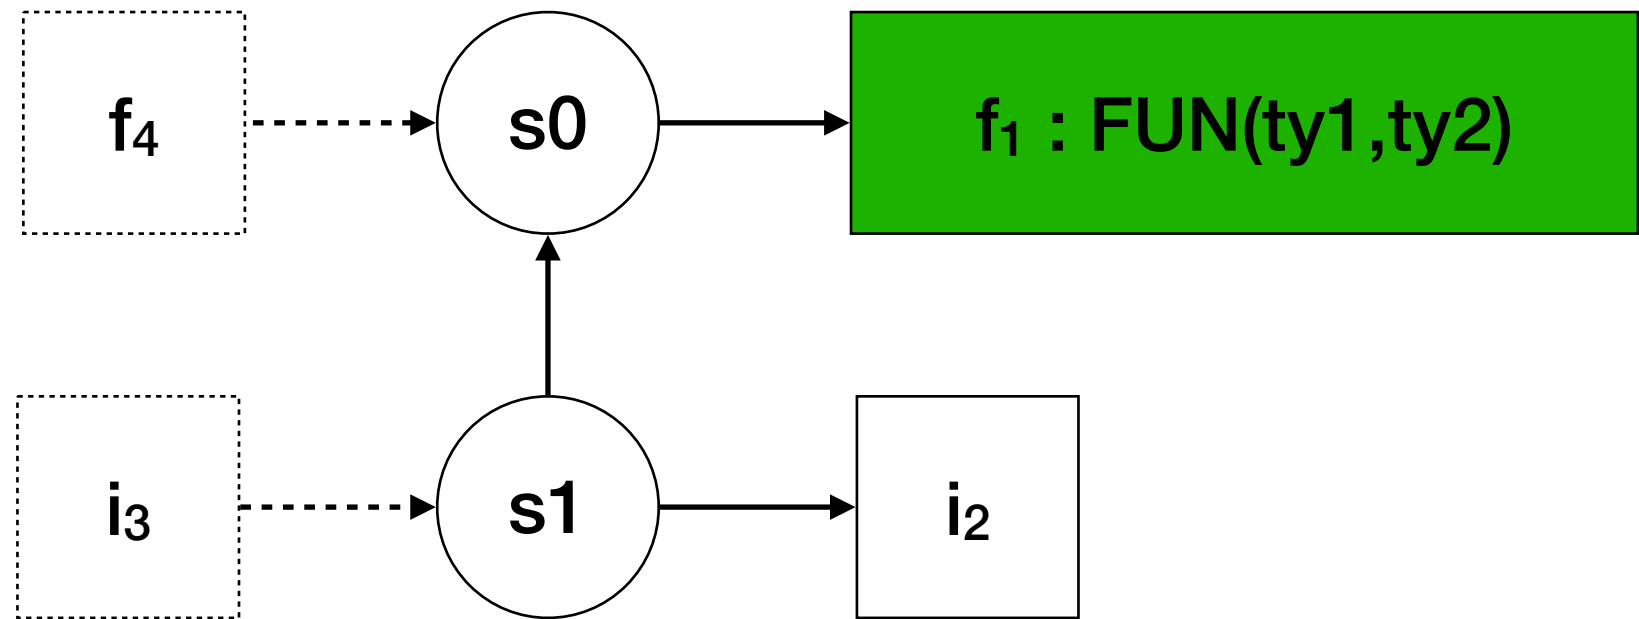 f₄
s0
f₁ : FUN(ty1,ty2)
i₃
s1
i₂